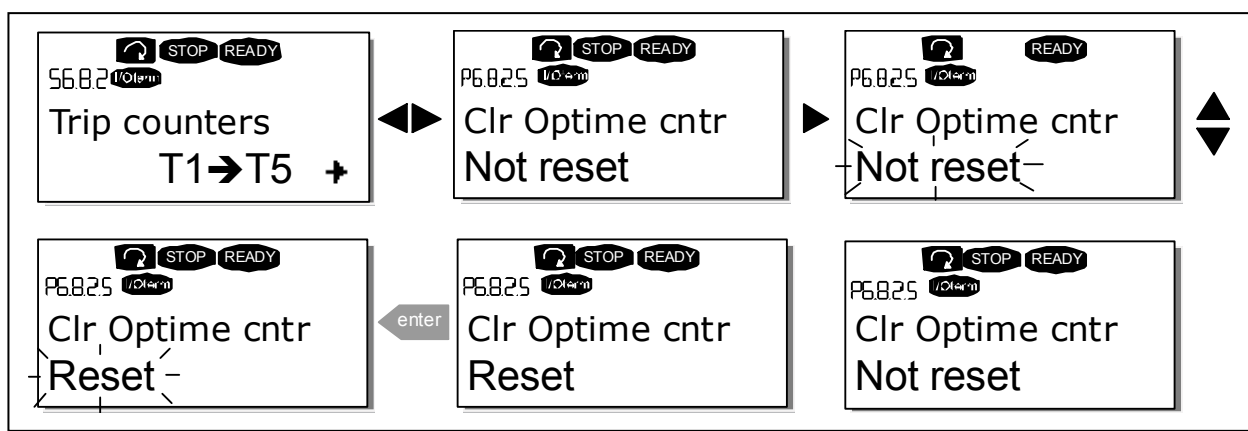 STOP READY
S6.8.2 I/Oterm
Trip counters
T1➔T5
STOP READY
P6.8.2.5 I/Oterm
Clr Optime cntr
Not reset
READY
P6.8.2.5 I/Oterm
Clr Optime cntr
Not reset
STOP READY
P6.8.2.5 I/Oterm
Clr Optime cntr
Reset
enter
STOP READY
P6.8.2.5 I/Oterm
Clr Optime cntr
Reset
STOP READY
P6.8.2.5 I/Oterm
Clr Optime cntr
Not reset